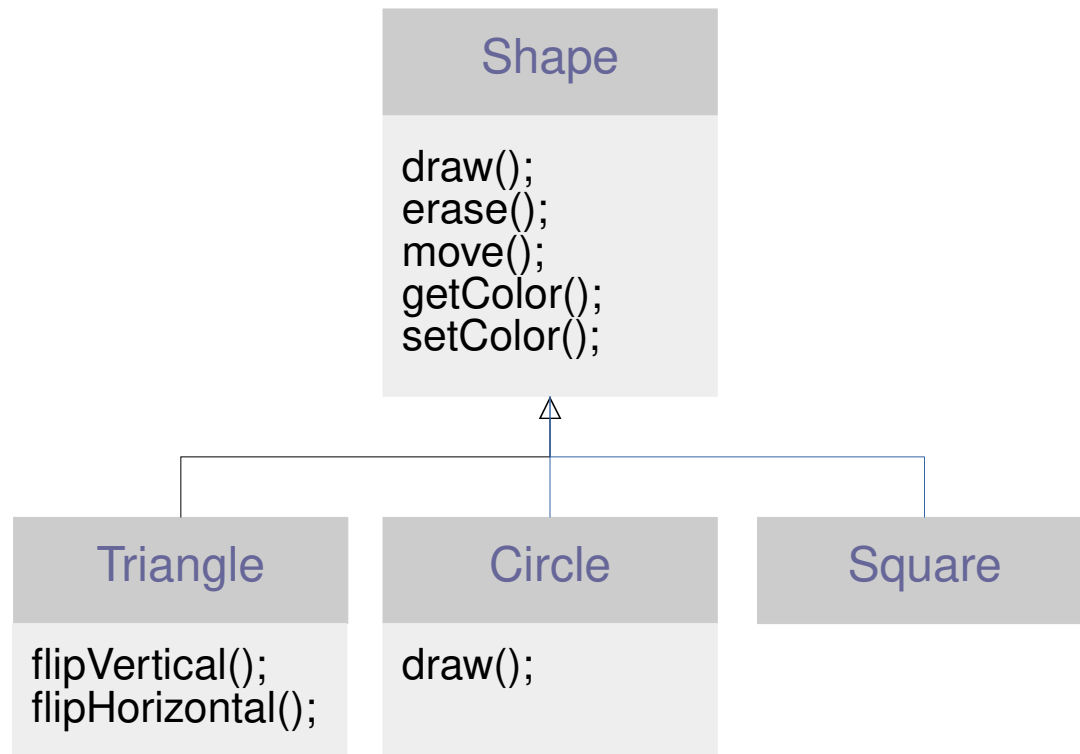 Shape
draw();
erase();
move();
getColor();
setColor();
Triangle
flipVertical();
flipHorizontal();
Circle
draw();
Square